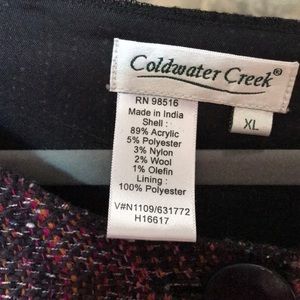 Coldwater Creek®
XL
RN 98516
Made in India
Shell :
89% Acrylic
5% Polyester
3% Nylon
2% Wool
1% Olefin
Lining :
100% Polyester
V#N1109/631772
H16617